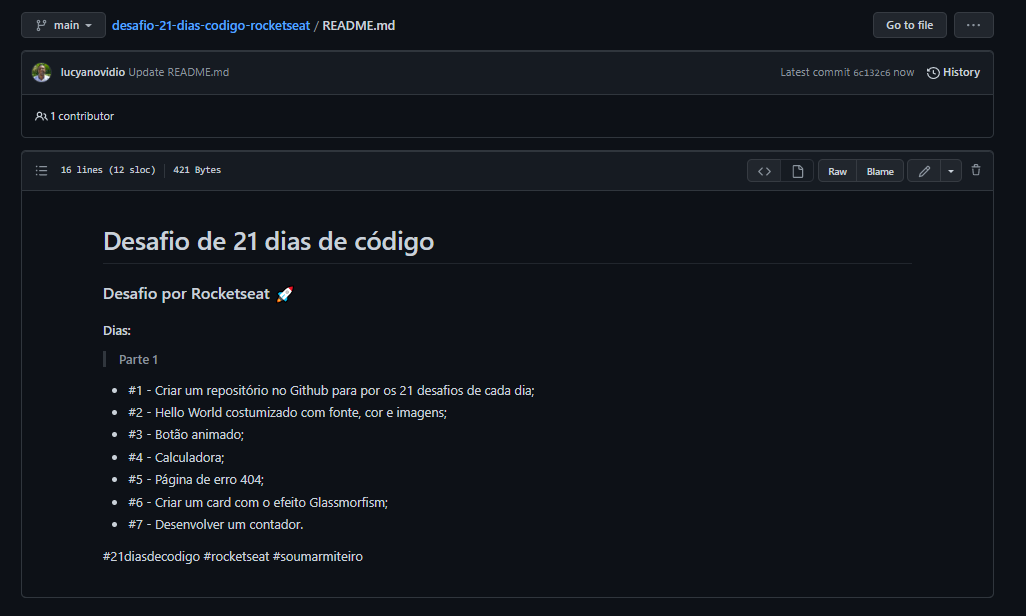 main
desafio-21-dias-codigo-rocketseat / README.md
Go to file
...
lucyanovidio Update README.md
Latest commit 6c132c6 now
History
1 contributor
16 lines (12 sloc) 421 Bytes
<>
Raw
Blame
Desafio de 21 dias de código
Desafio por Rocketseat 🚀
Dias:
Parte 1
• #1 - Criar um repositório no Github para por os 21 desafios de cada dia;
• #2 - Hello World costumizado com fonte, cor e imagens;
• #3 - Botão animado;
• #4 - Calculadora;
• #5 - Página de erro 404;
• #6 - Criar um card com o efeito Glassmorfism;
• #7 - Desenvolver um contador.
#21diasdecodigo #rocketseat #soumarmiteiro